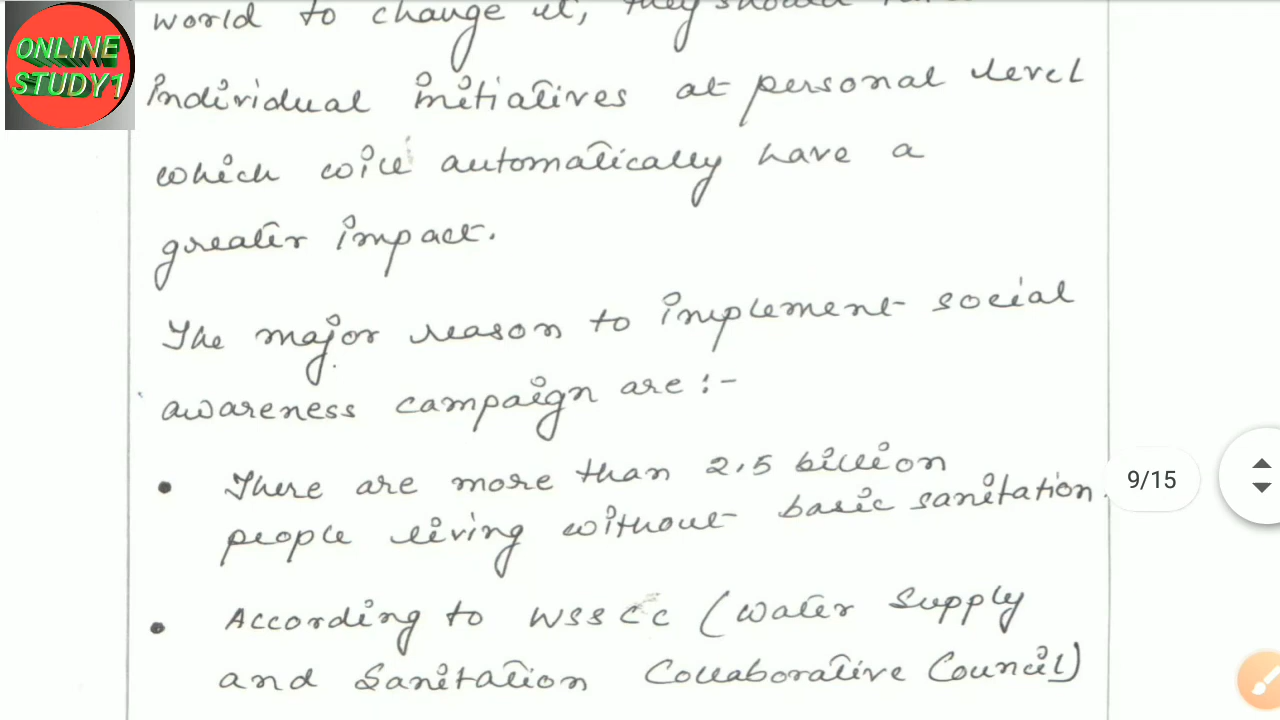 ONLINE
STUDY1
world to change it, they should
individual initiatives at personal level
which will automatically have a
greater impact.
The major reason to implement social
awareness campaign are :-
• There are more than 2.5 billion
people living without basic sanitation.
• According to WSSCC (Water Supply
and Sanitation Collaborative Council)
9/15